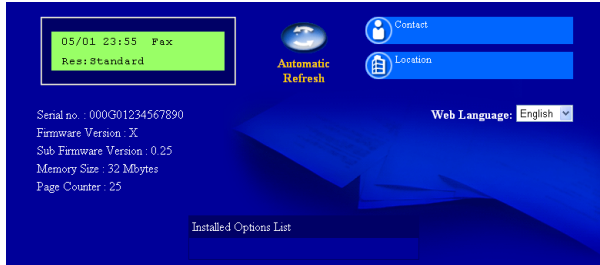 05/01 23:55 Fax
Res:Standard
Automatic
Refresh
Contact
Location
Serial no. : 000G01234567890
Firmware Version : X
Sub Firmware Version : 0.25
Memory Size : 32 Mbytes
Page Counter : 25
Web Language: English
Installed Options List